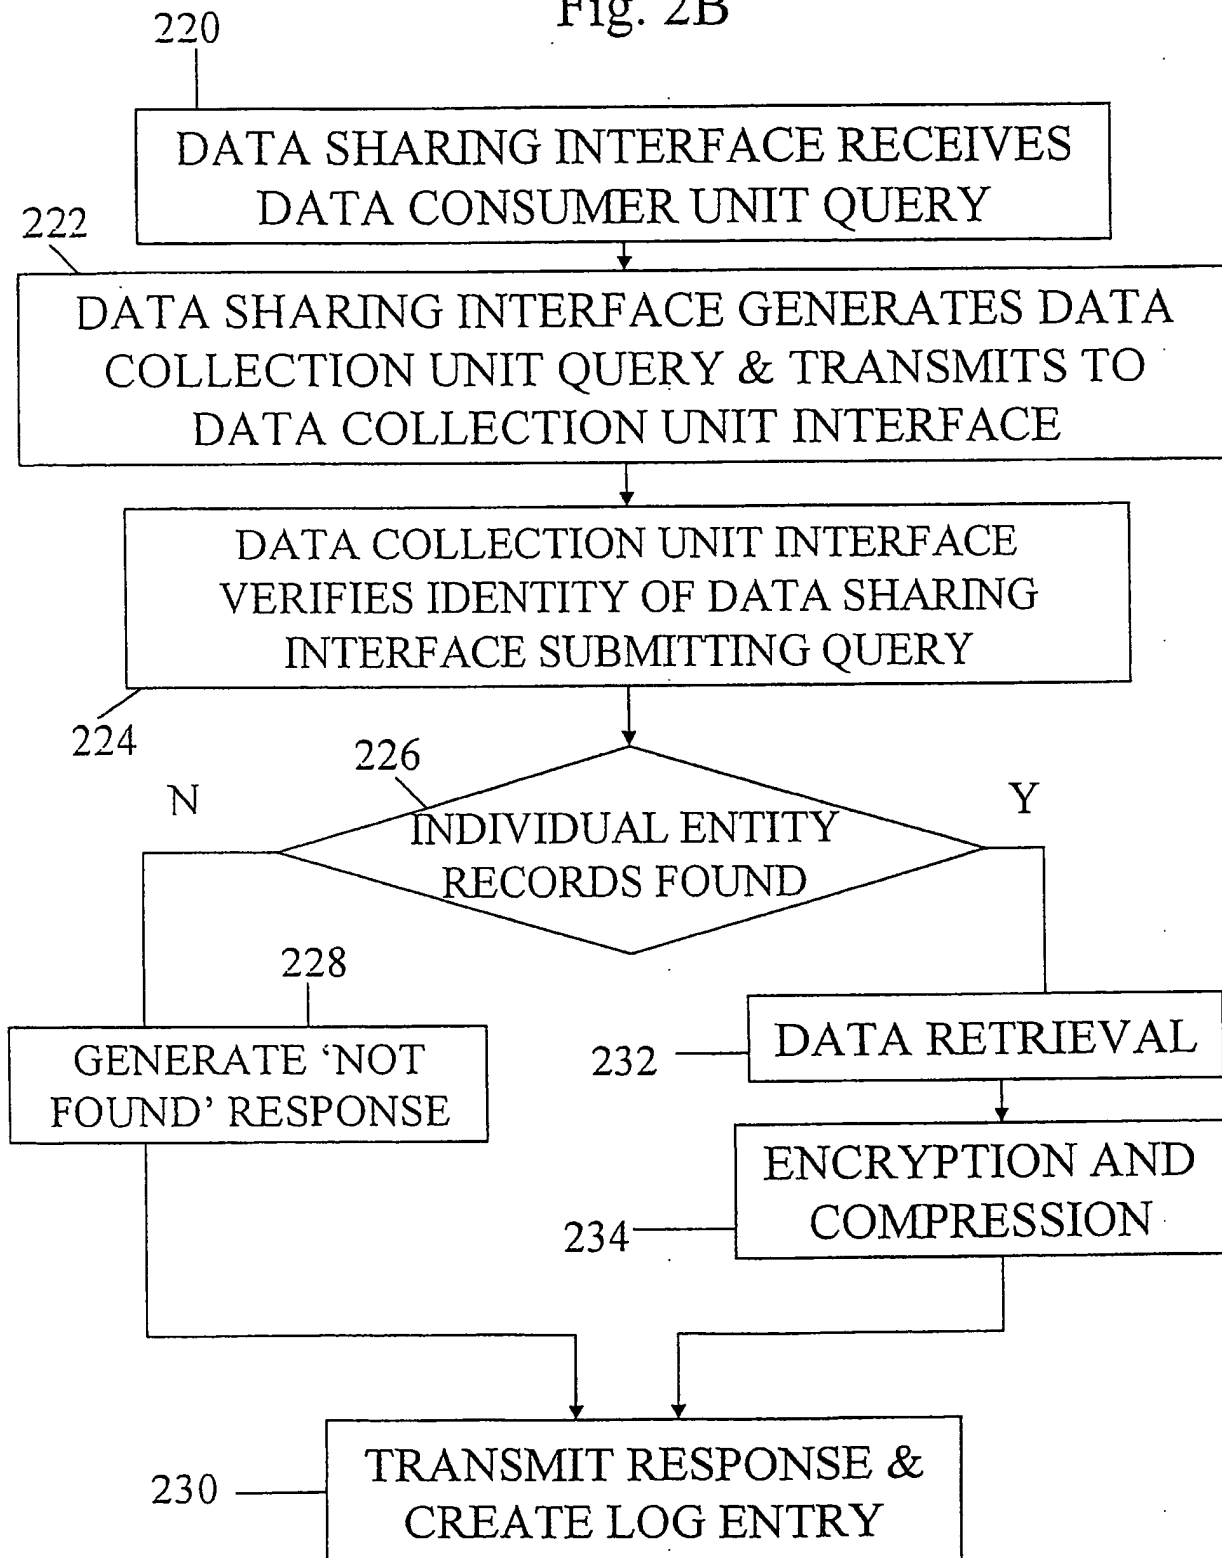 Fig. 2B
220
DATA SHARING INTERFACE RECEIVES
DATA CONSUMER UNIT QUERY
222
DATA SHARING INTERFACE GENERATES DATA
COLLECTION UNIT QUERY & TRANSMITS TO
DATA COLLECTION UNIT INTERFACE
DATA COLLECTION UNIT INTERFACE
VERIFIES IDENTITY OF DATA SHARING
INTERFACE SUBMITTING QUERY
224
226
N
Y
INDIVIDUAL ENTITY
RECORDS FOUND
228
GENERATE ‘NOT
FOUND’ RESPONSE
232
DATA RETRIEVAL
ENCRYPTION AND
COMPRESSION
234
TRANSMIT RESPONSE &
CREATE LOG ENTRY
230